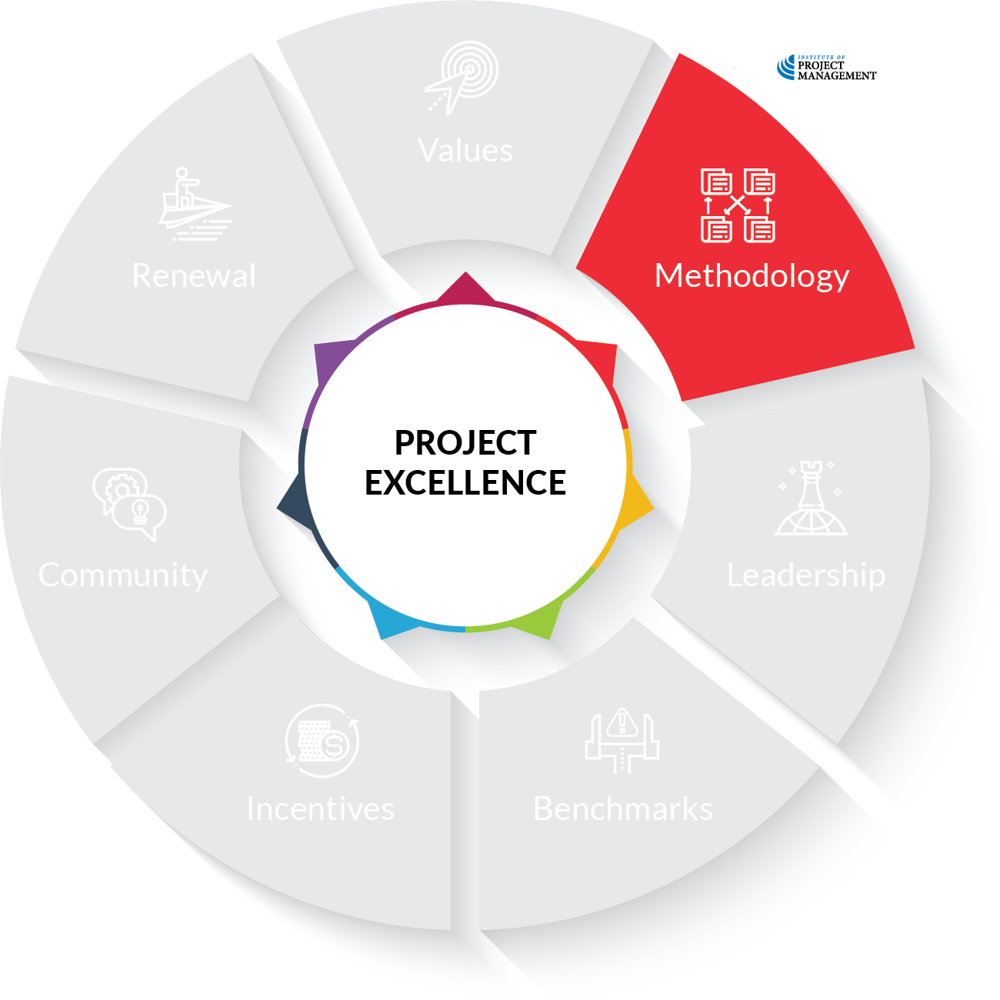 INSTITUTE OF
PROJECT
MANAGEMENT
Values
Methodology
Renewal
PROJECT
EXCELLENCE
Community
Leadership
Incentives
Benchmarks